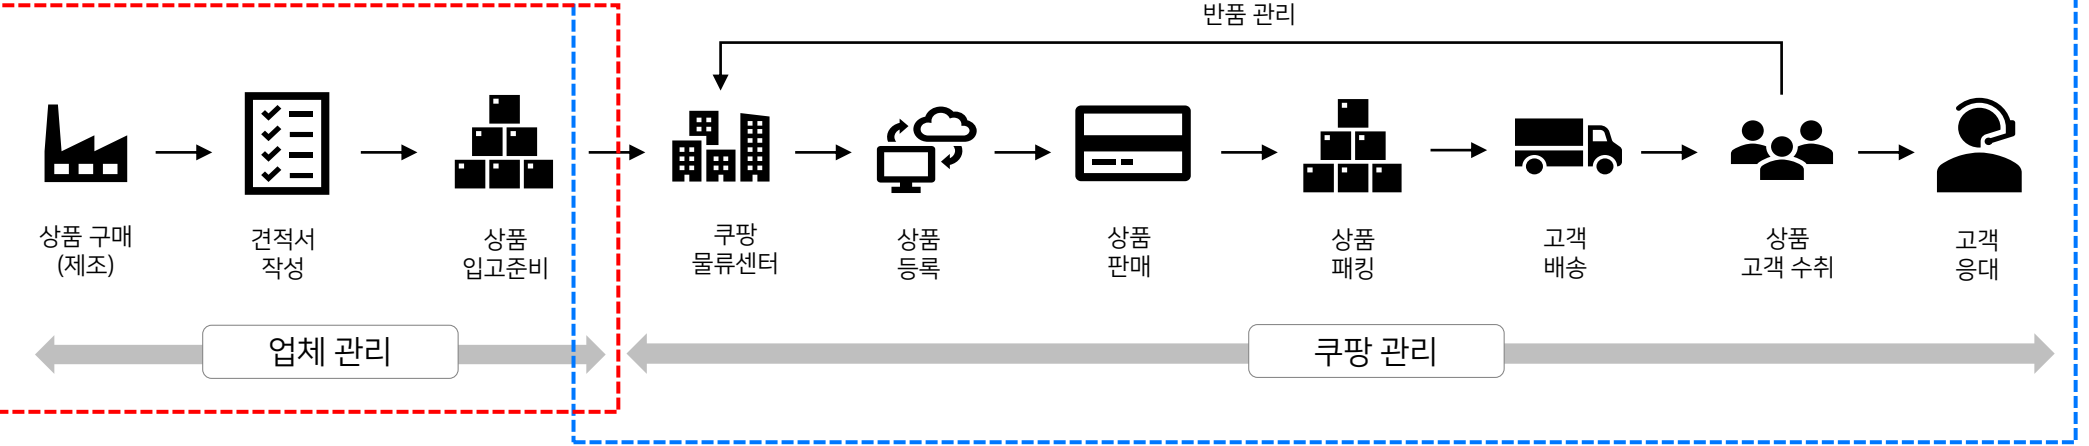 반품 관리
상품 구매
(제조)
견적서
작성
상품
입고준비
쿠팡
물류센터
상품
등록
상품
판매
상품
패킹
고객
배송
상품
고객 수취
고객
응대
업체 관리
쿠팡 관리